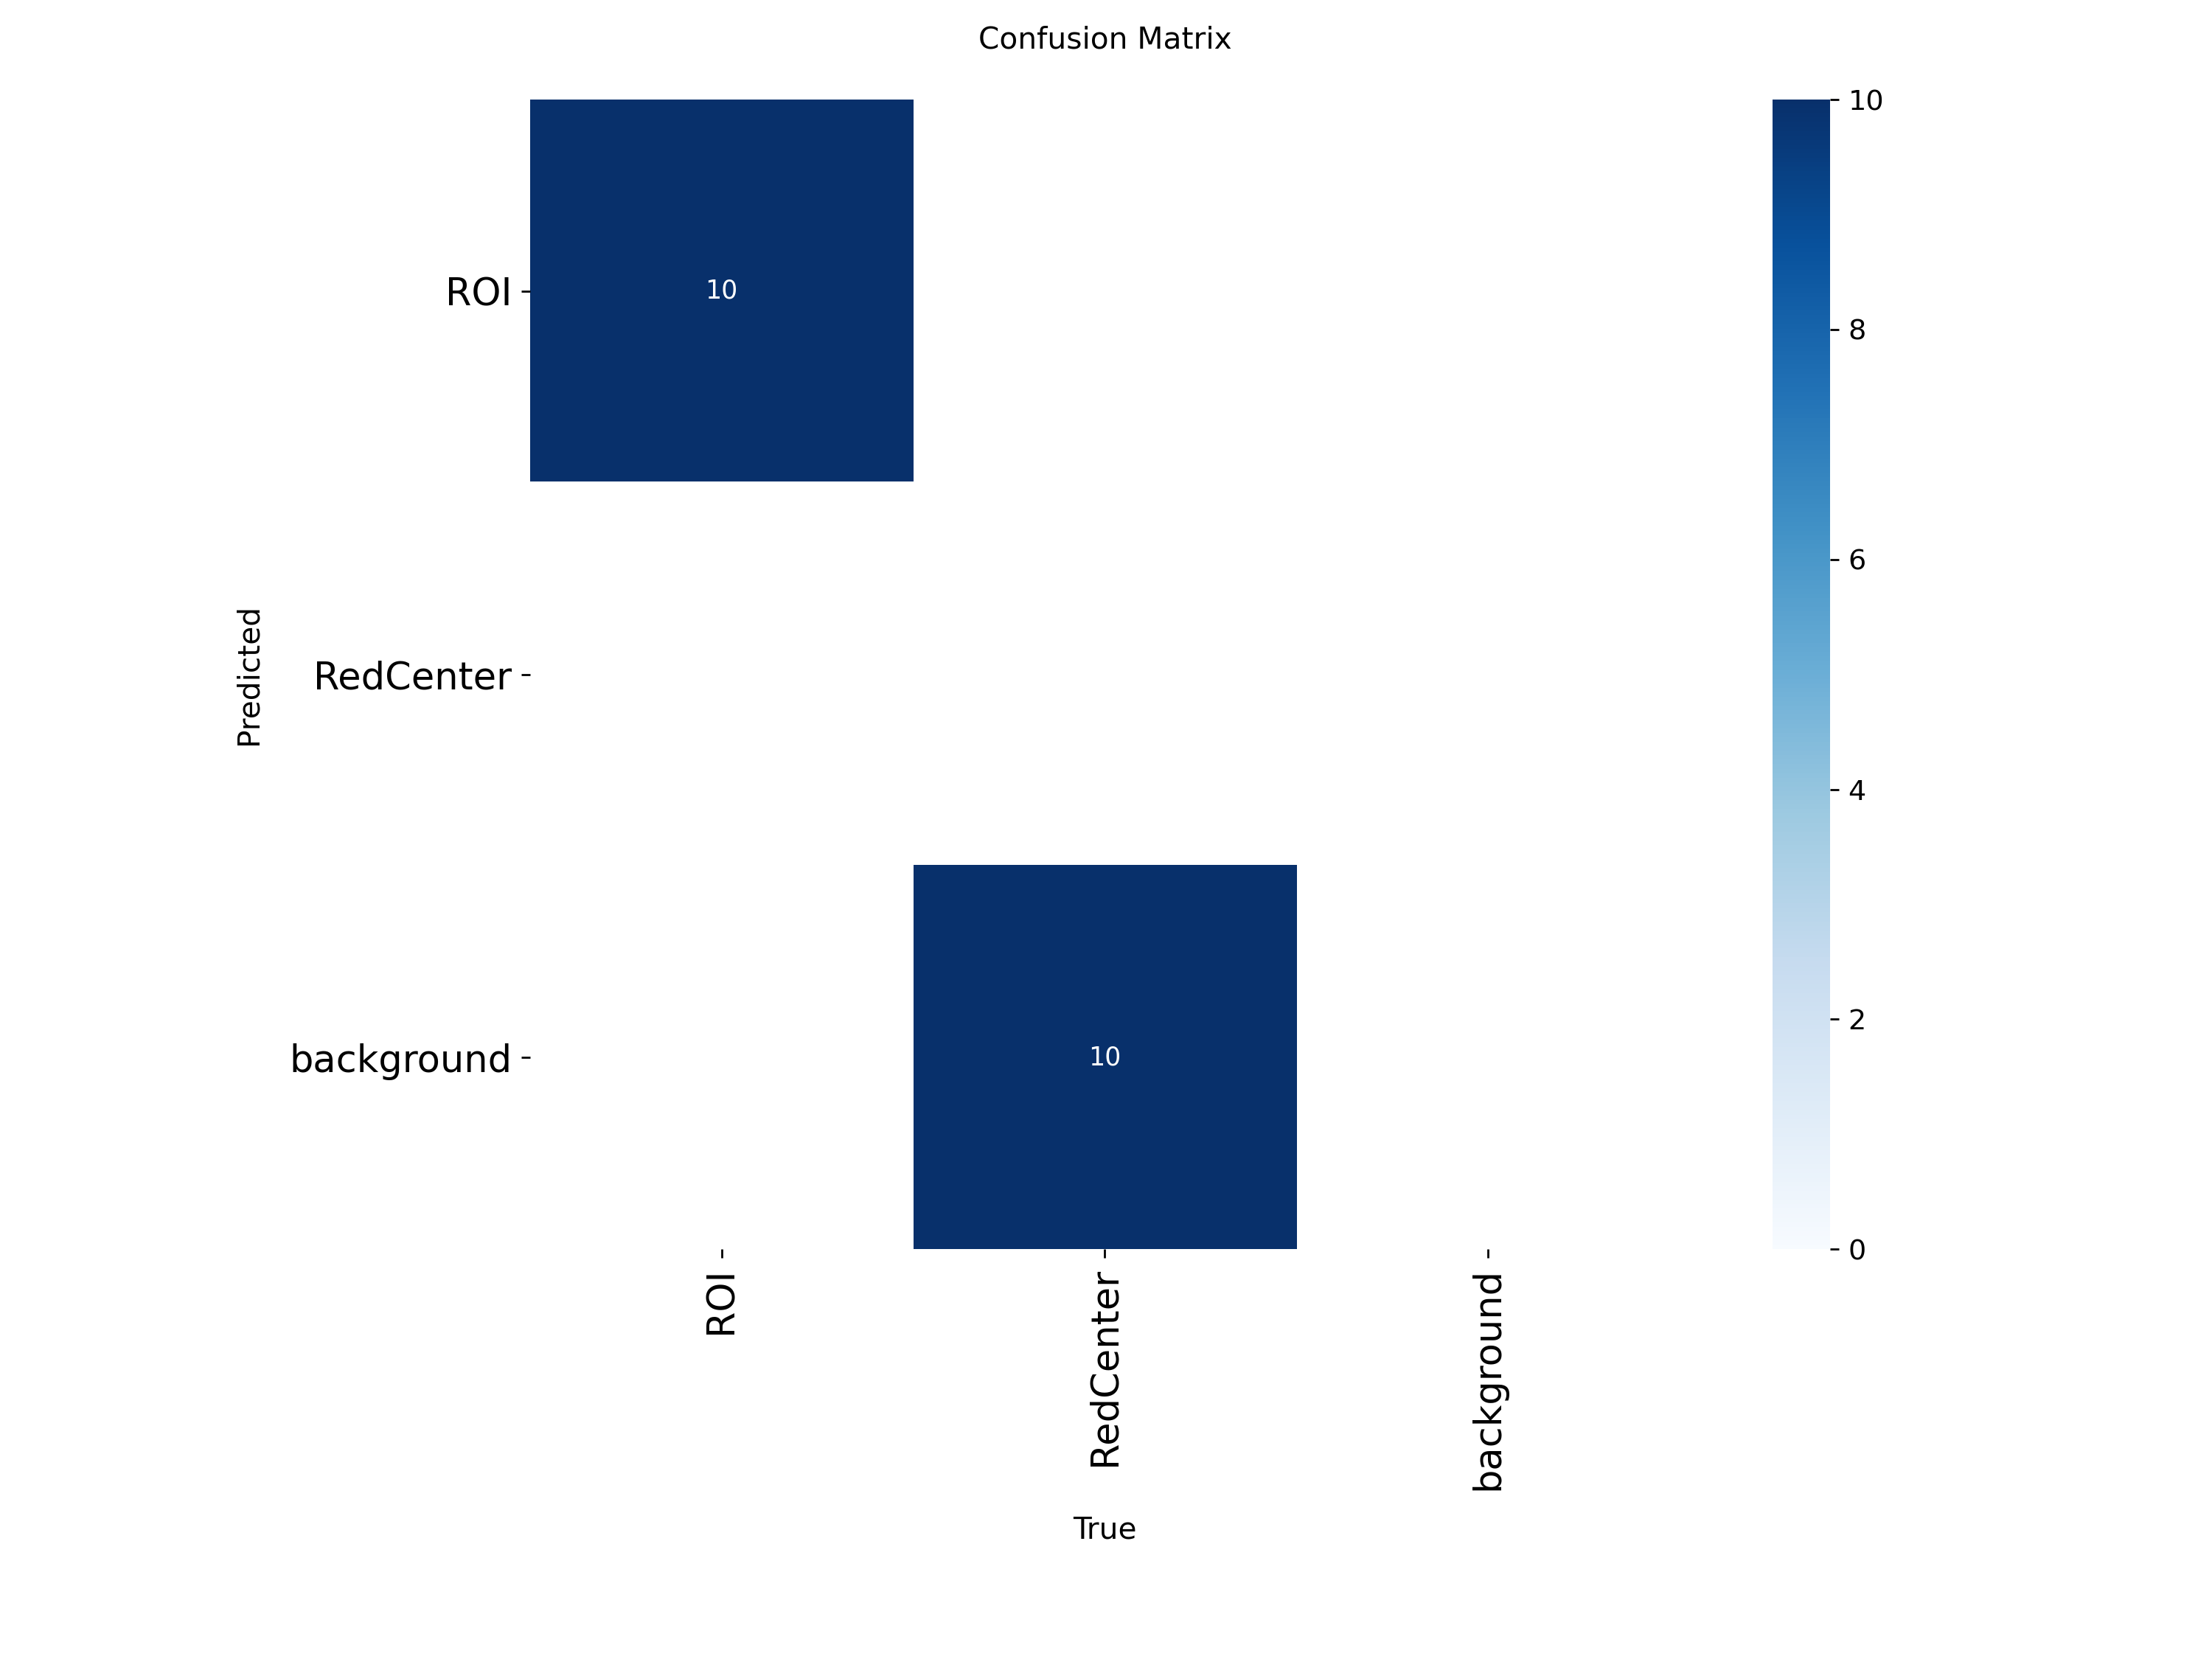 Confusion Matrix
10
8
6
4
2
0
Predicted
ROI
RedCenter
background
10
10
ROI
RedCenter
background
True